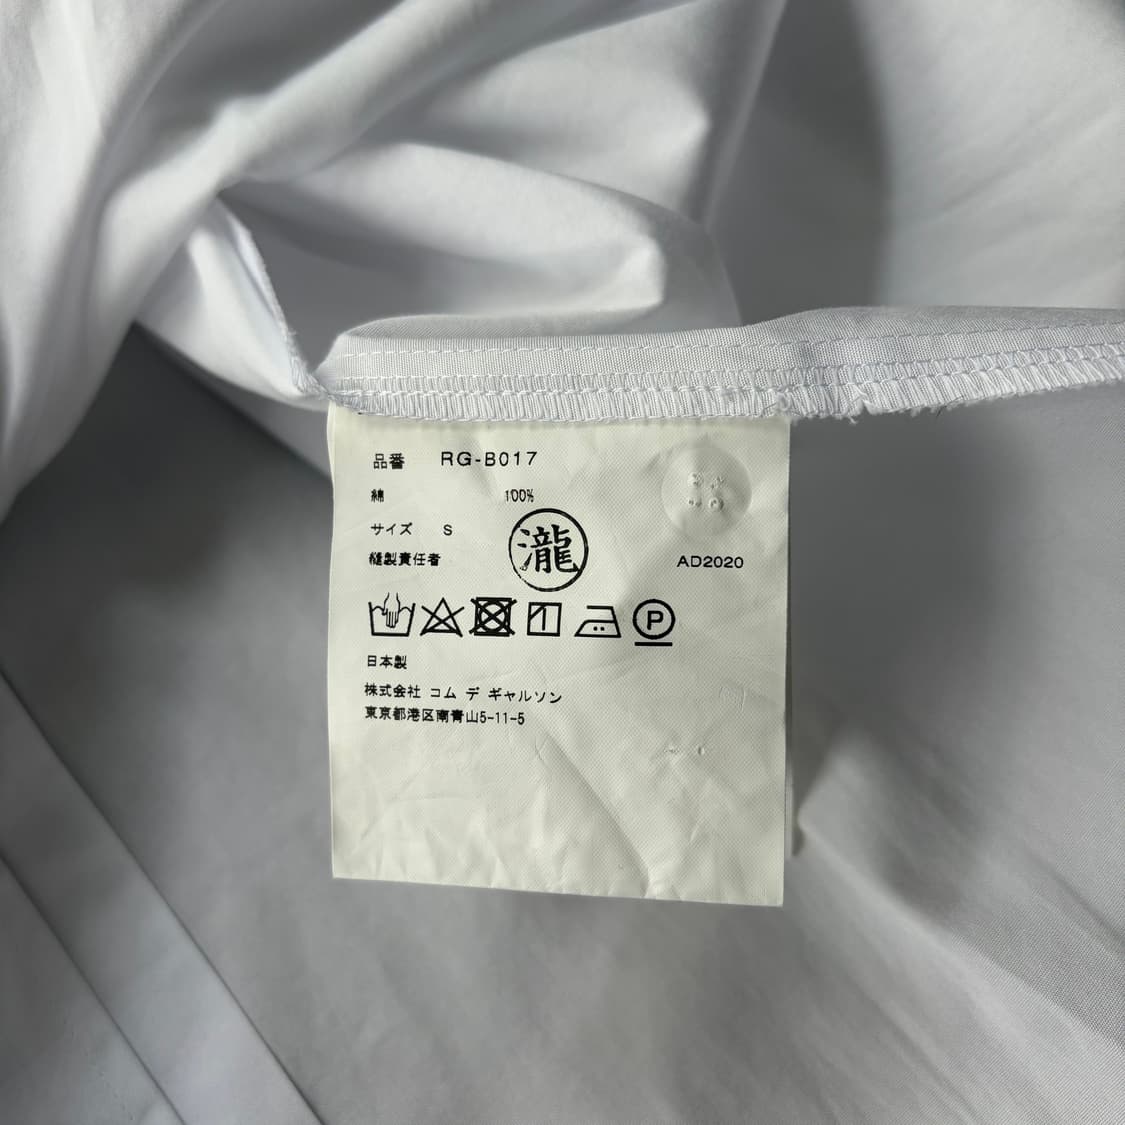 品番 RG-B017
綿 100%
サイズ S
縫製責任者 瀧 AD2020
P
日本製
株式会社 コム デ ギャルソン
東京都港区南青山5-11-5